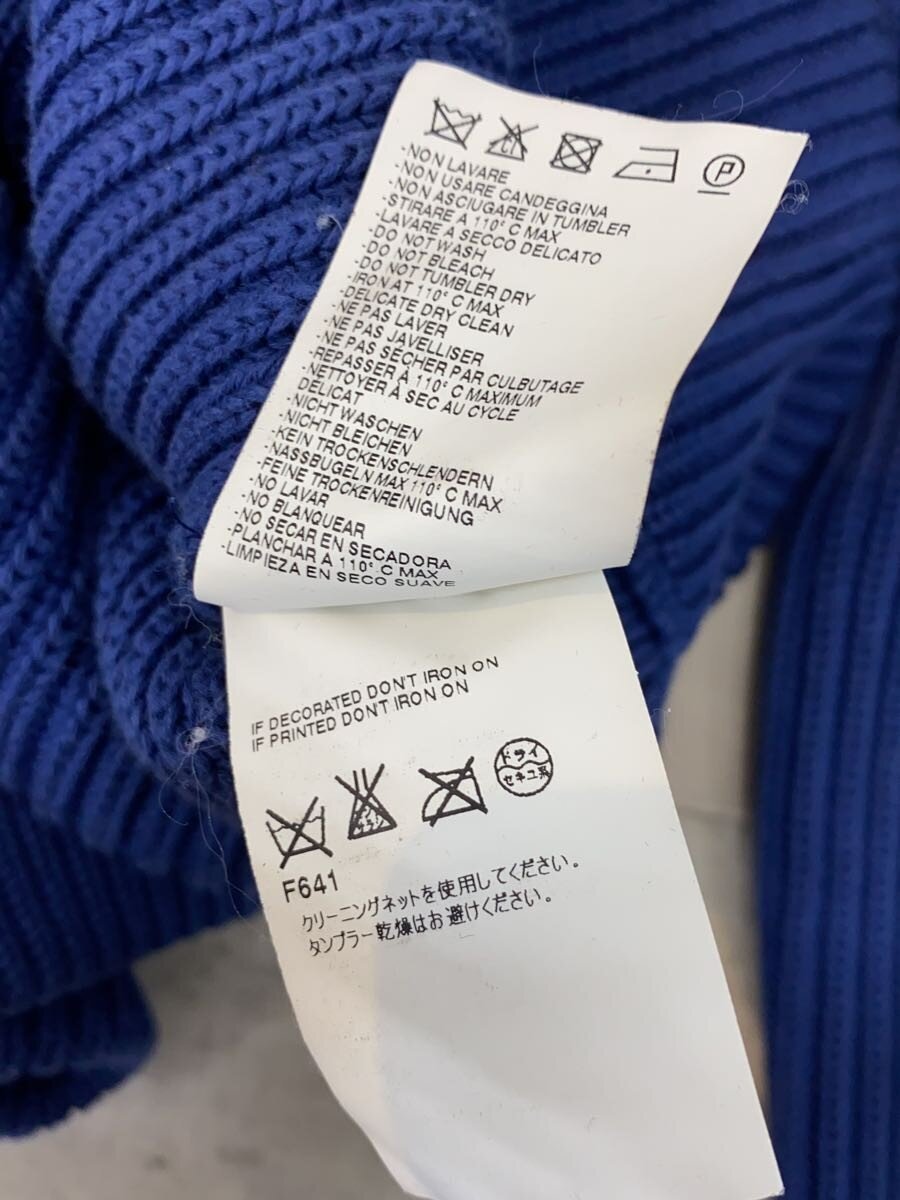 CL
P
-NON LAVARE
-NON USARE CANDEGGINA
-NON ASCIUGARE IN TUMBLER
-STIRARE A 110° C MAX
-LAVARE A SECCO DELICATO
-DO NOT WASH
-DO NOT BLEACH
-DO NOT TUMBLER DRY
-IRON AT 110° C MAX
-DELICATE DRY CLEAN
-NE PAS LAVER
-NE PAS JAVELLISER
-NE PAS SÈCHER PAR CULBUTAGE
-REPASSER À 110° C MAXIMUM
-NETTOYER À SEC AU CYCLE
DÉLICAT
-NICHT WASCHEN
-NICHT BLEICHEN
-KEIN TROCKENSCHLENDERN
-NASSBUGELN MAX 110° C MAX
-FEINE TROCKENREINIGUNG
-NO LAVAR
-NO BLANQUEAR
-NO SECAR EN SECADORA
-PLANCHAR A 110° C MAX
-LIMPIEZA EN SECO SUAVE
IF DECORATED DON'T IRON ON
IF PRINTED DON'T IRON ON
ドライ
セキユ系
F641
クリーニングネットを使用してください。
タンブラー乾燥はお避けください。